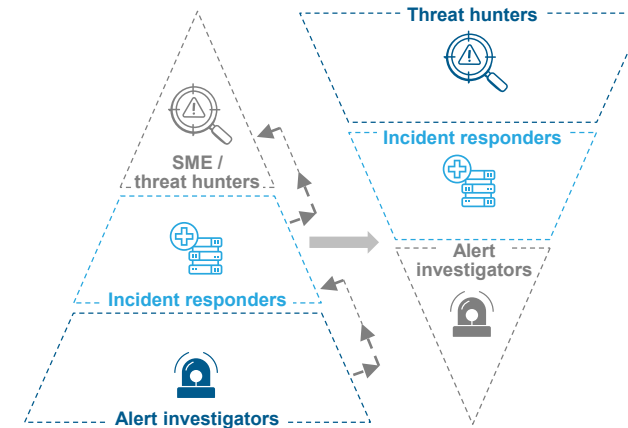 SME /
threat hunters
Incident responders
Alert investigators
Threat hunters
Incident responders
Alert
investigators